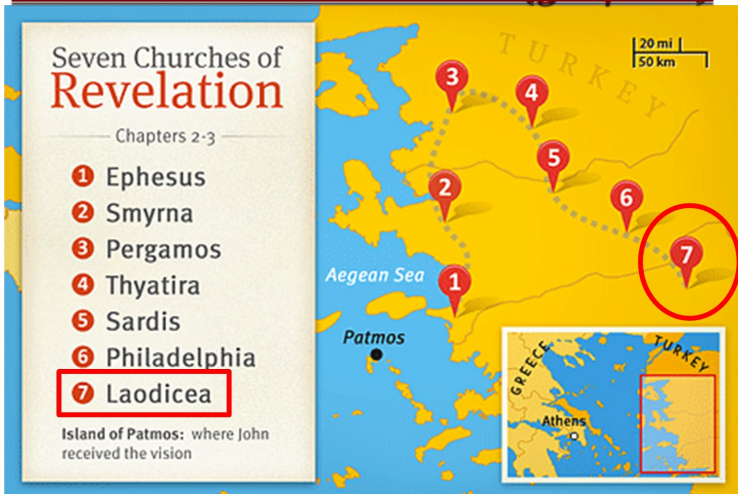 Seven Churches of
Revelation
Chapters 2-3
1 Ephesus
2 Smyrna
3 Pergamos
4 Thyatira
5 Sardis
6 Philadelphia
7 Laodicea
Island of Patmos: where John
received the vision
TURKEY
20 mi
50 km
3
4
5
2
6
7
1
Aegean Sea
Patmos
GREECE
TURKEY
Athens